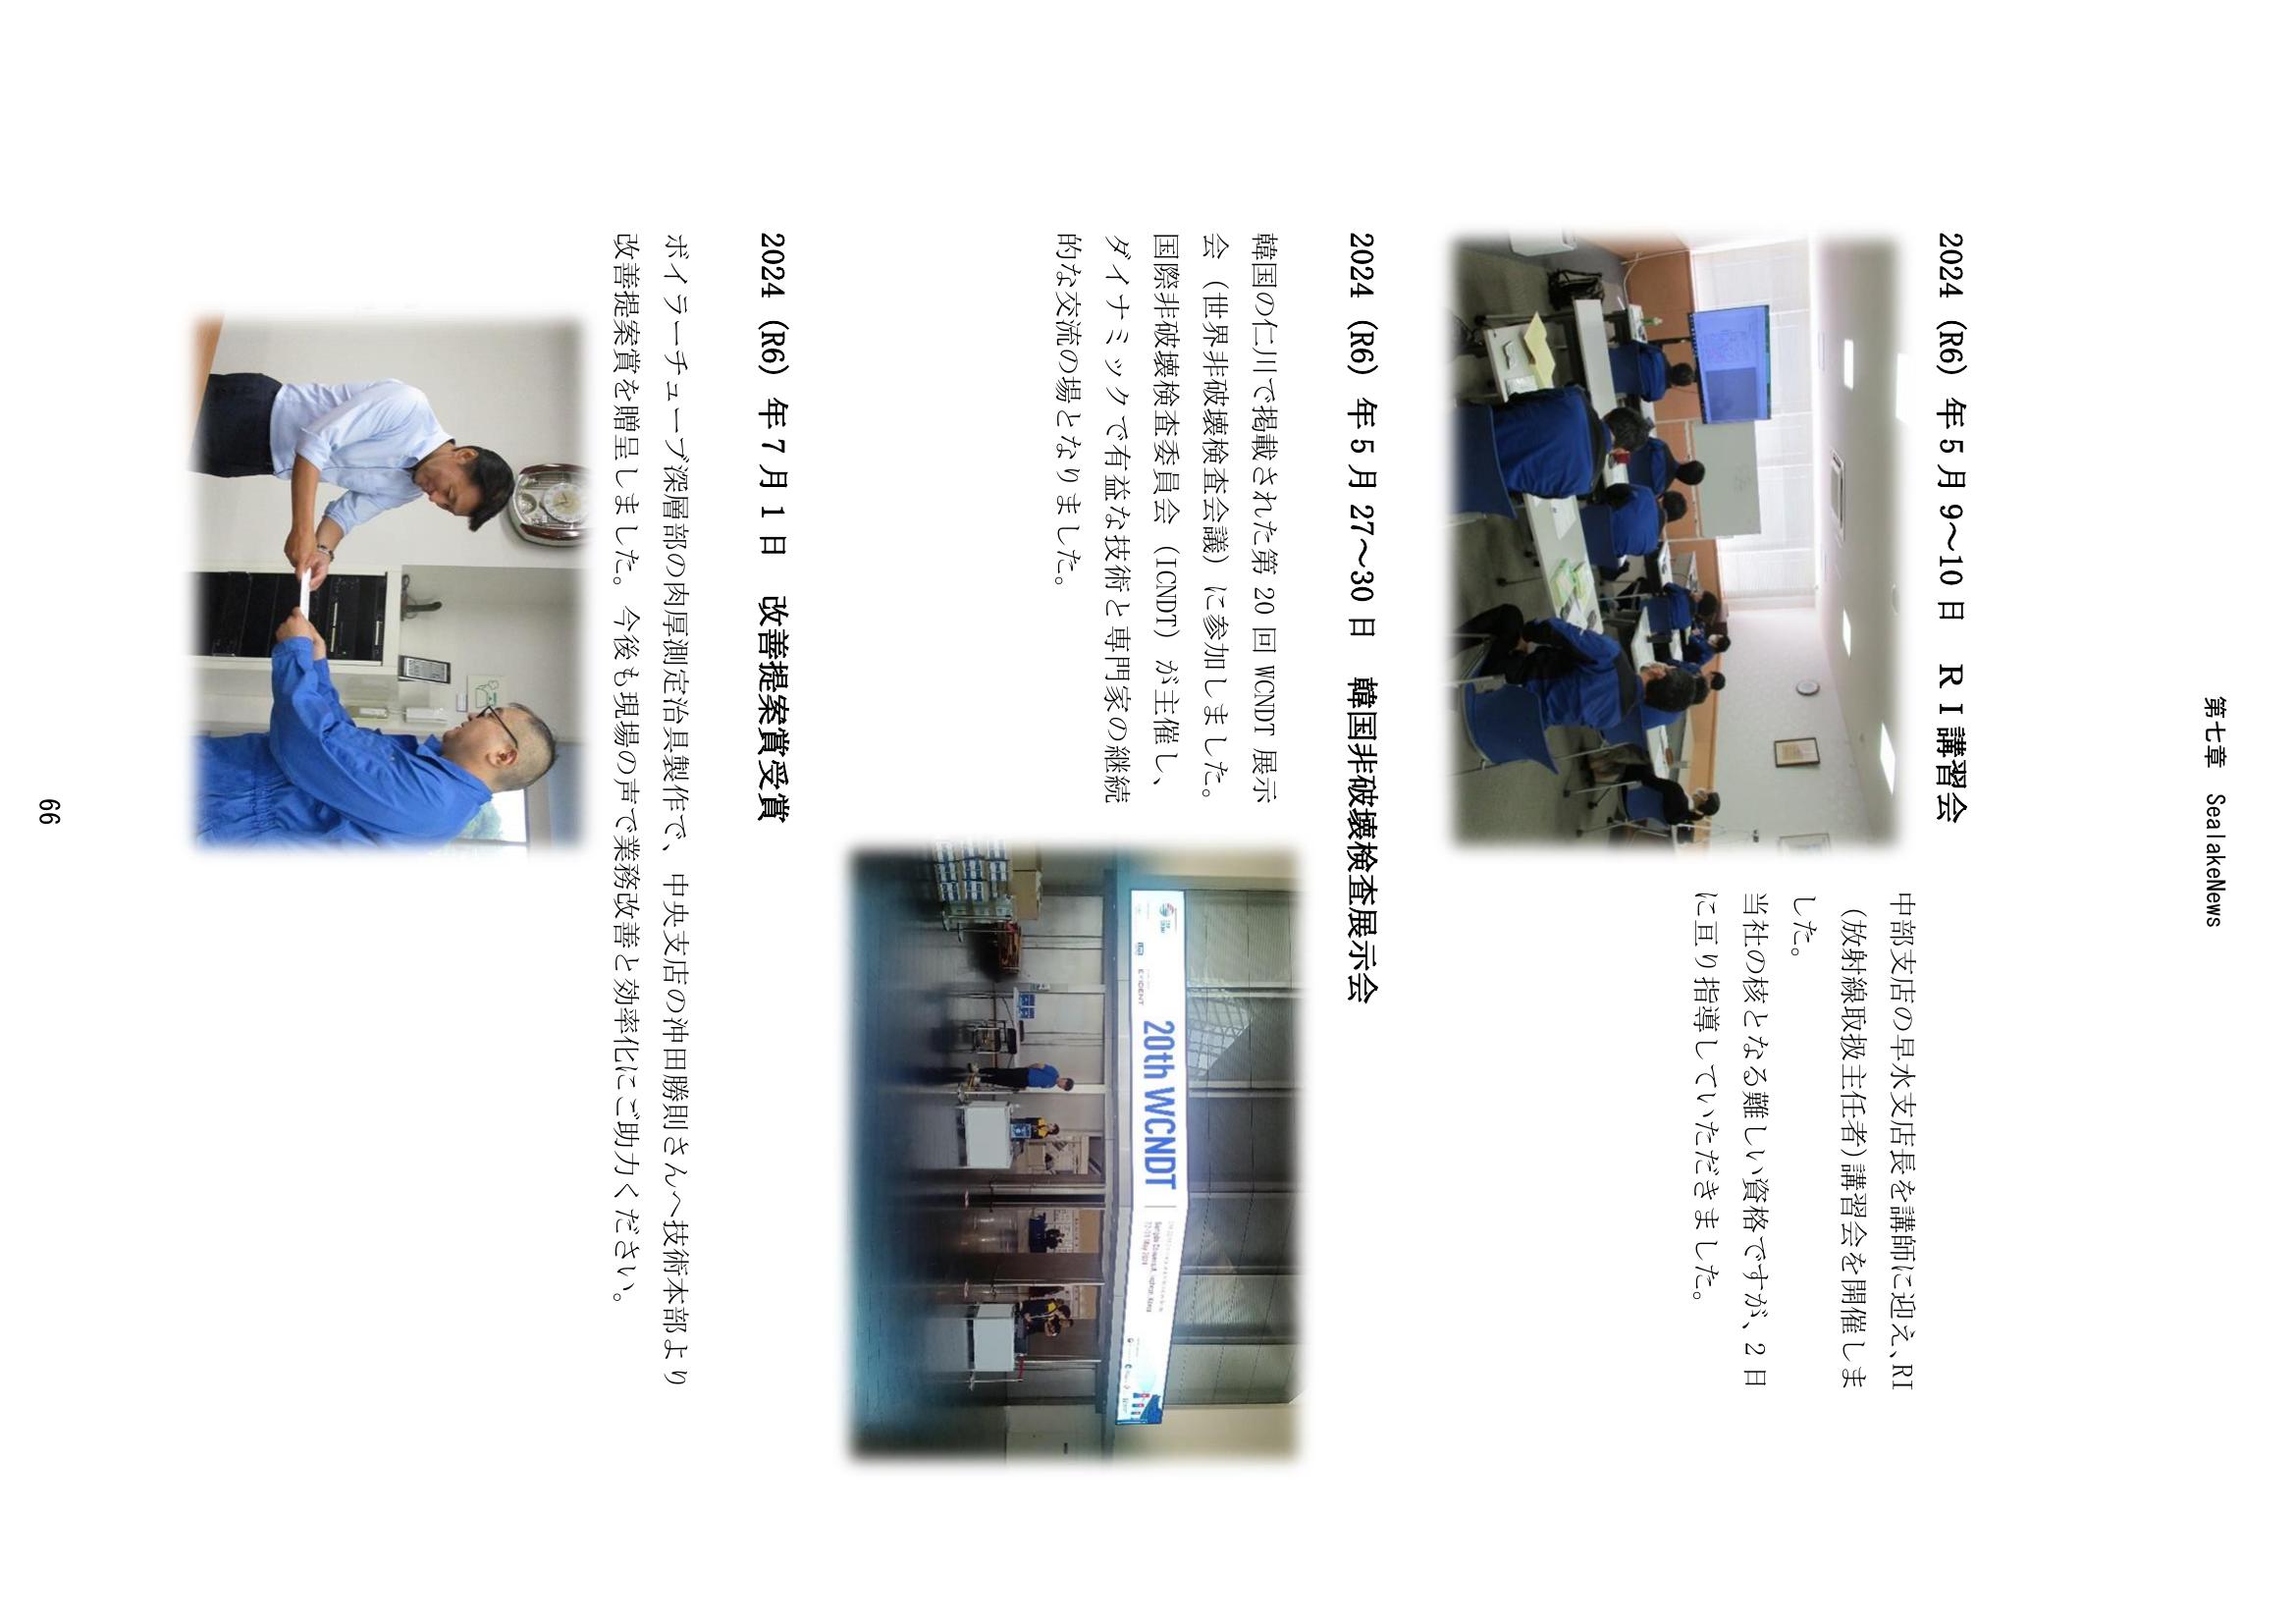 第七章　SealakeNews
2024（R6）年5月9～10日　ＲＩ講習会
中部支店の早水支店長を講師に迎え、RI
（放射線取扱主任者）講習会を開催しま
した。
当社の核となる難しい資格ですが、2日
に亘り指導していただきました。
2024（R6）年5月27～30日　韓国非破壊検査展示会
韓国の仁川で掲載された第20回WCNDT展示
会（世界非破壊検査会議）に参加しました。
国際非破壊検査委員会（ICNDT）が主催し、
ダイナミックで有益な技術と専門家の継続
的な交流の場となりました。
EVIDENT
20th WCNDT
2024（R6）年7月1日　改善提案賞受賞
ボイラーチューブ深層部の肉厚測定治具製作で、中央支店の沖田勝則さんへ技術本部より
改善提案賞を贈呈しました。今後も現場の声で業務改善と効率化にご助力ください。
66